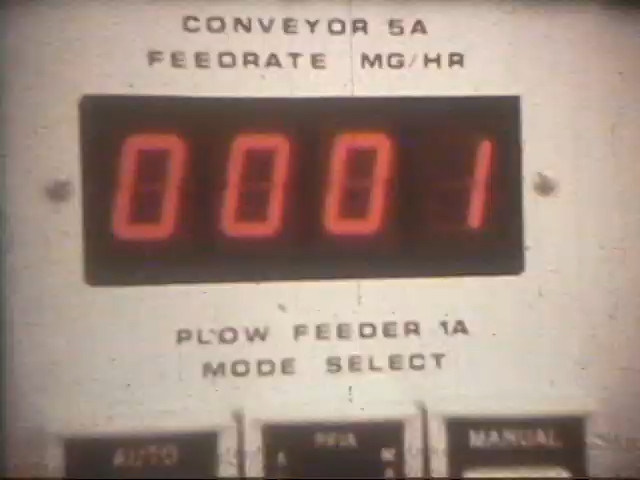 CONVEYOR 5A
FEEDRATE MG/HR
0001
PLOW FEEDER 1A
MODE SELECT
AUTO
MANUAL